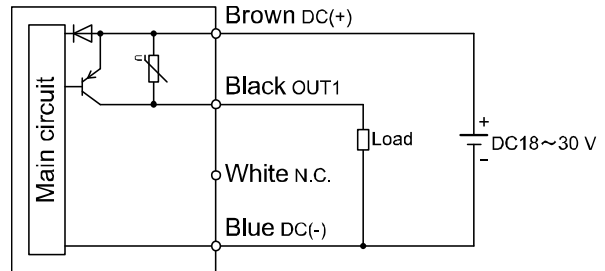 Brown DC(+)
Main circuit
U
Black OUT1
Load
+
DC18～30 V
−
White N.C.
Blue DC(-)